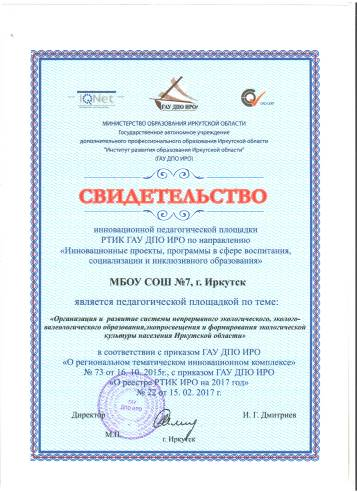 IQNet
ГАУ ДПО ИРО
МИНИСТЕРСТВО ОБРАЗОВАНИЯ ИРКУТСКОЙ ОБЛАСТИ
Государственное автономное учреждение
дополнительного профессионального образования Иркутской области
"Институт развития образования Иркутской области"
(ГАУ ДПО ИРО)
СВИДЕТЕЛЬСТВО
инновационной педагогической площадки
РТИК ГАУ ДПО ИРО по направлению
«Инновационные проекты, программы в сфере воспитания,
социализации и инклюзивного образования»
МБОУ СОШ №7, г. Иркутск
является педагогической площадкой по теме:
«Организация и развитие системы непрерывного экологического, эколого-
валеологического образования,экопросвещения и формирования экологической
культуры населения Иркутской области»
в соответствии с приказом ГАУ ДПО ИРО
«О региональном тематическом инновационном комплексе»
№ 73 от 16. 10. 2015г., с приказом ГАУ ДПО ИРО
«О реестре РТИК ИРО на 2017 год»
№ 22 от 15. 02. 2017 г.
ГАУ
ДПО ИРО
Директор И. Г. Дмитриев
М.П.
г. Иркутск